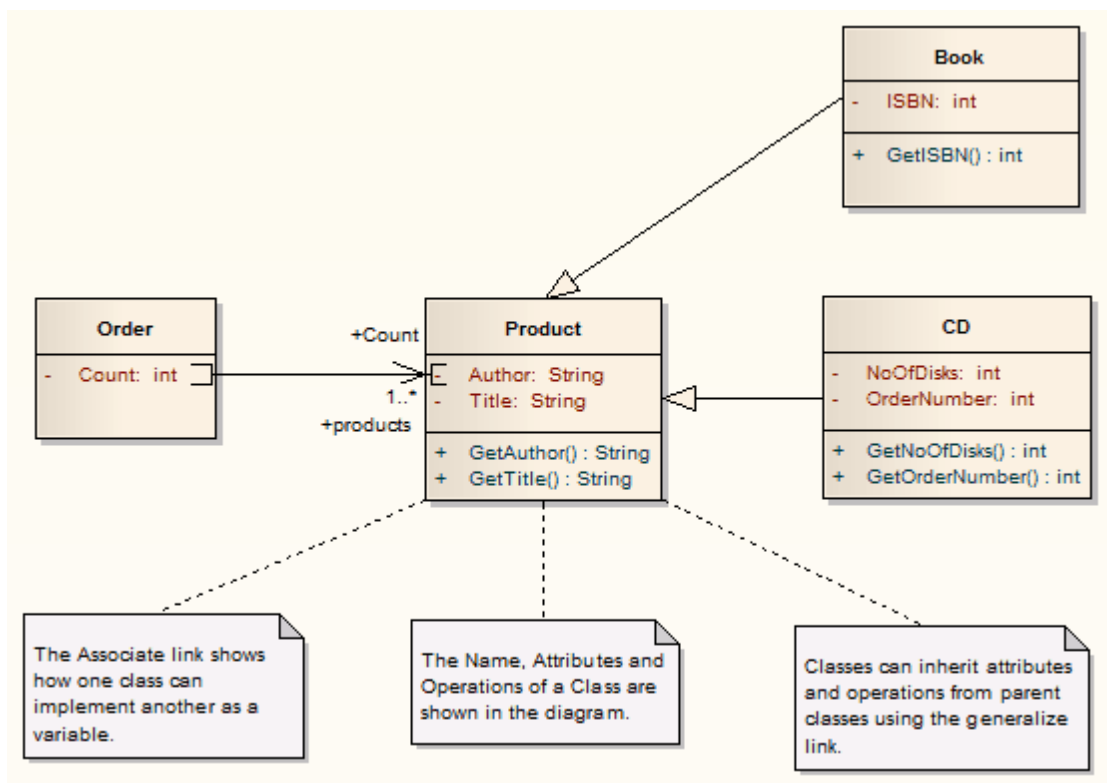 Book
- ISBN: int
+ GetISBN() : int
Order
- Count: int
+Count
1..*
+products
Product
- Author: String
- Title: String
+ GetAuthor() : String
+ GetTitle() : String
CD
- NoOfDisks: int
- OrderNumber: int
+ GetNoOfDisks() : int
+ GetOrderNumber() : int
The Associate link shows
how one class can
implement another as a
variable.
The Name, Attributes and
Operations of a Class are
shown in the diagram.
Classes can inherit attributes
and operations from parent
classes using the generalize
link.